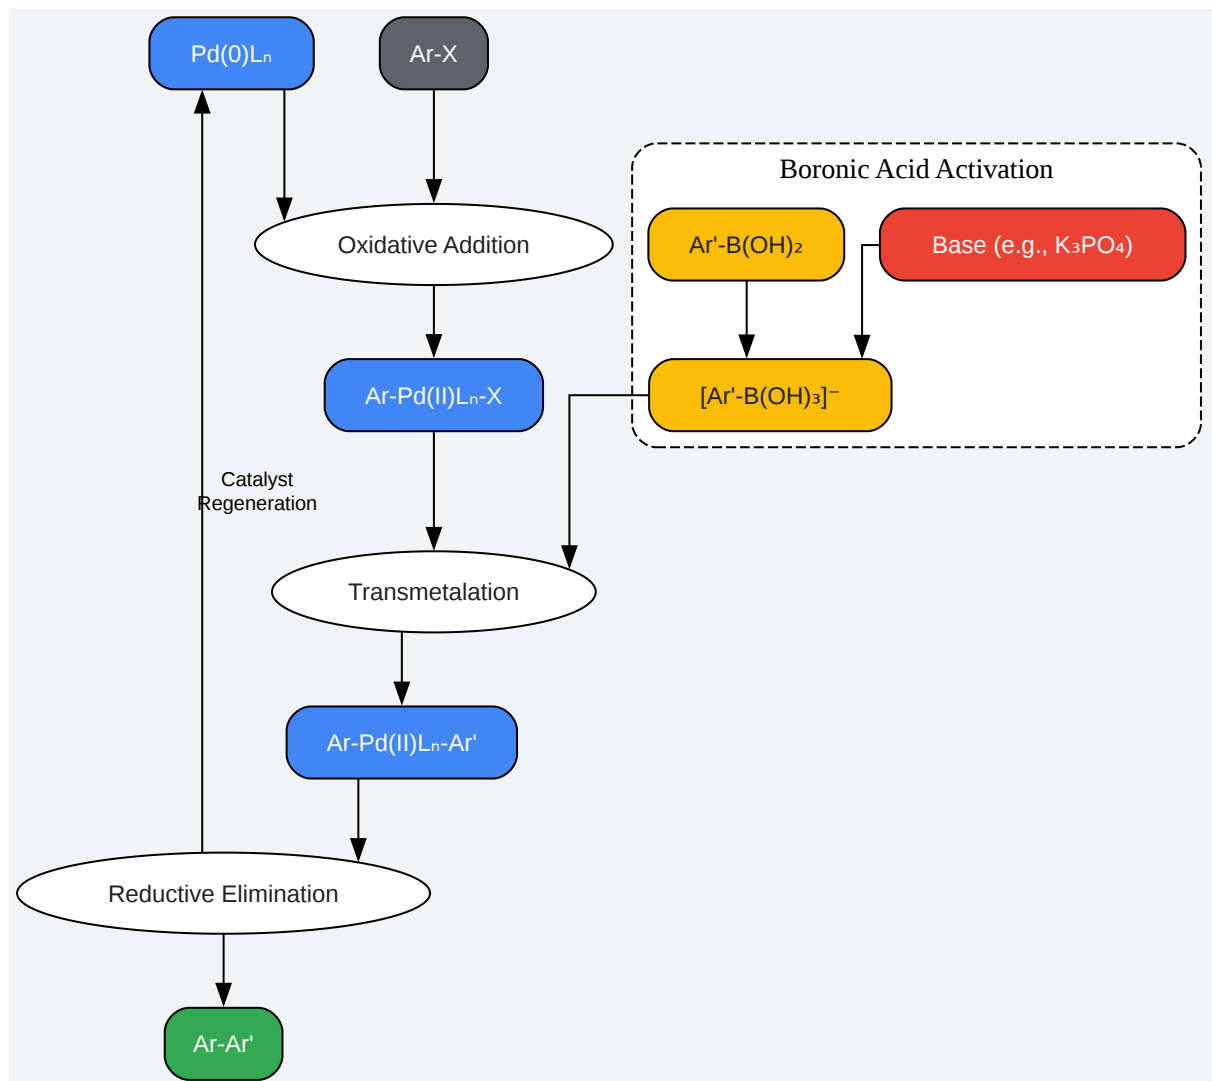 Pd(0)Lₙ
Ar-X
Boronic Acid Activation
Oxidative Addition
Ar'-B(OH)₂
Base (e.g., K₃PO₄)
Ar-Pd(II)Lₙ-X
[Ar'-B(OH)₃]⁻
Catalyst
Regeneration
Transmetalation
Ar-Pd(II)Lₙ-Ar'
Reductive Elimination
Ar-Ar'